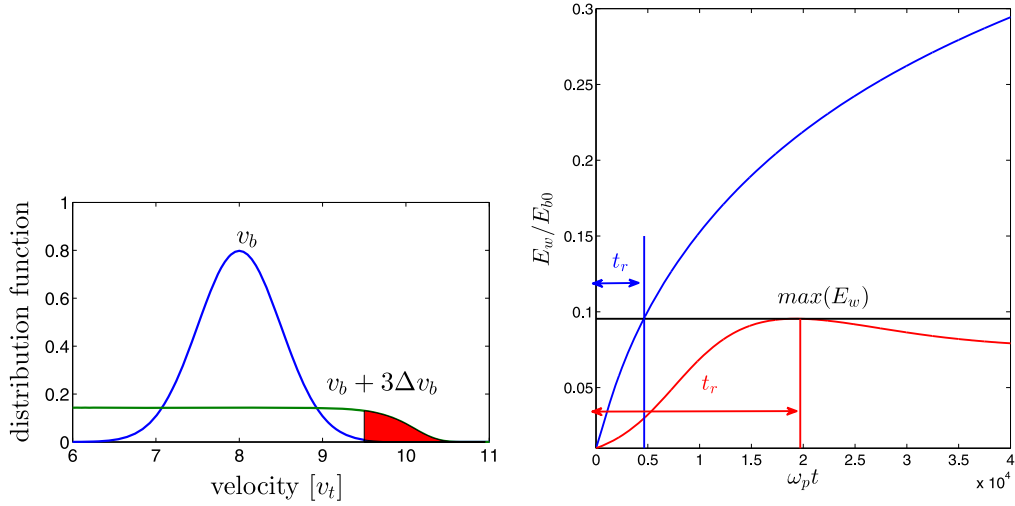 distribution function
1
0.8
0.6
0.4
0.2
0
v_b
v_b + 3Δv_b
6 7 8 9 10 11
velocity [v_t]
E_w/E_{b0}
0.3
0.25
0.2
0.15
0.1
0.05
t_r
max(E_w)
t_r
0 0.5 1 1.5 2 2.5 3 3.5 4
ω_p t
x 10^4